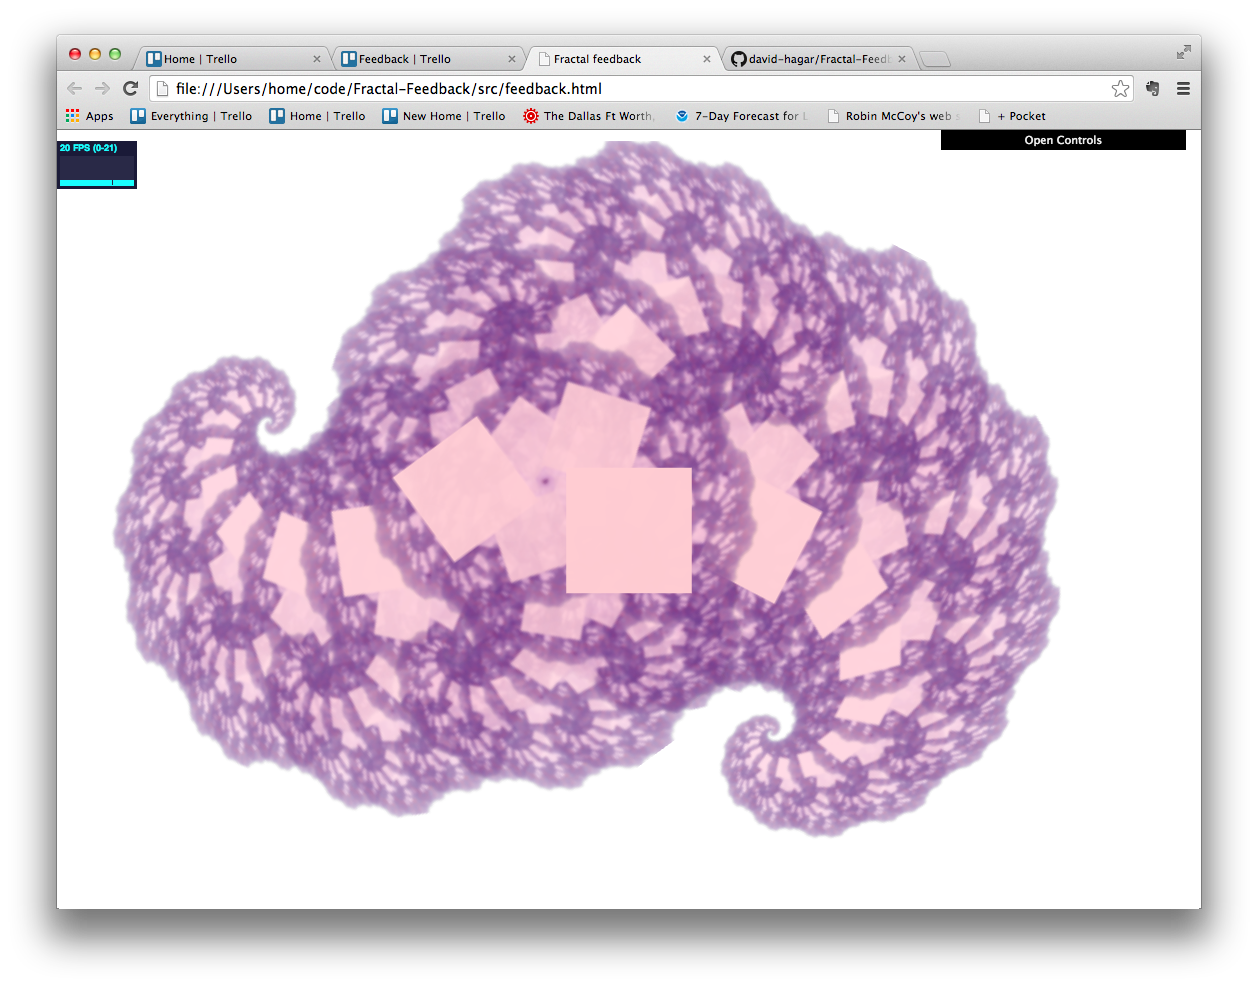 Home | Trello
Feedback | Trello
Fractal feedback
david-hagar/Fractal-Feed
file:///Users/home/code/Fractal-Feedback/src/feedback.html
Apps
Everything | Trello
Home | Trello
New Home | Trello
The Dallas Ft Worth,
7-Day Forecast for
Robin McCoy's web s
+ Pocket
20 FPS (0-21)
Open Controls